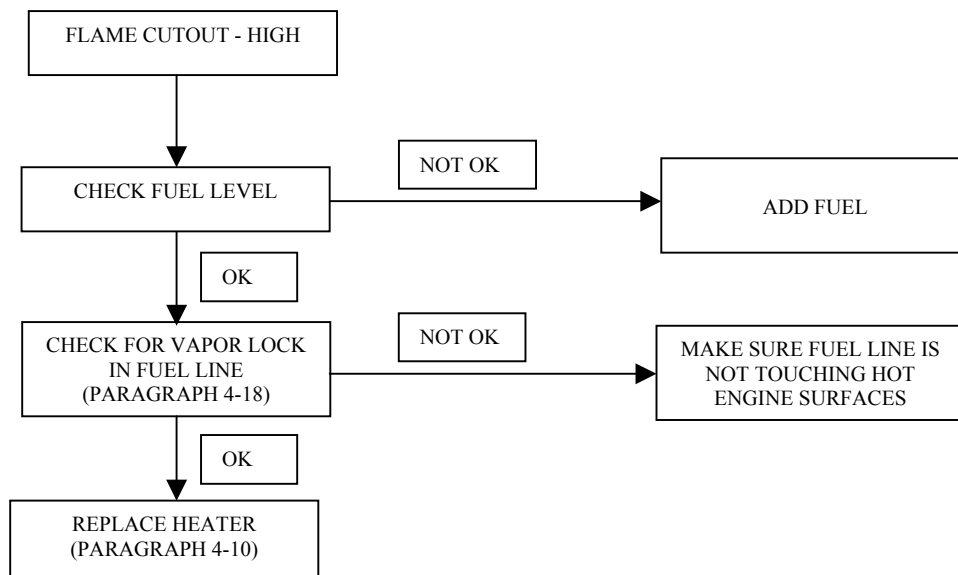 FLAME CUTOUT - HIGH
NOT OK
CHECK FUEL LEVEL
ADD FUEL
OK
CHECK FOR VAPOR LOCK
IN FUEL LINE
(PARAGRAPH 4-18)
NOT OK
MAKE SURE FUEL LINE IS
NOT TOUCHING HOT
ENGINE SURFACES
OK
REPLACE HEATER
(PARAGRAPH 4-10)